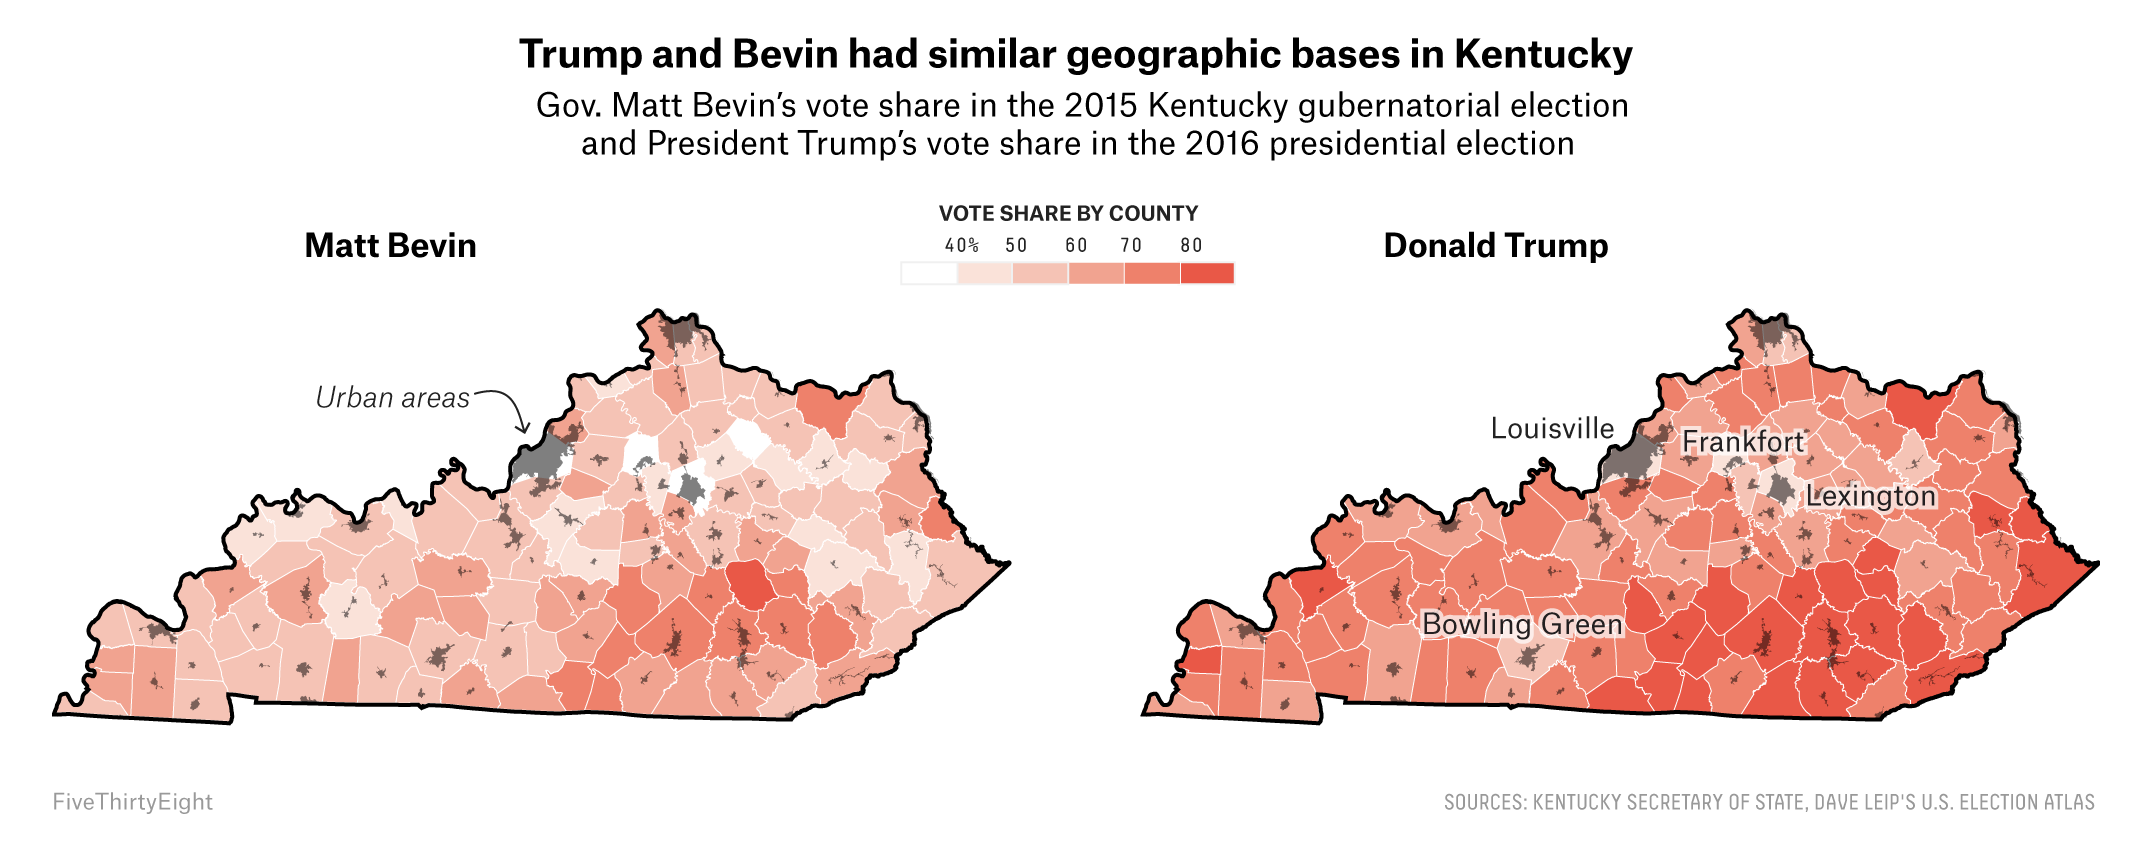 Trump and Bevin had similar geographic bases in Kentucky
Gov. Matt Bevin’s vote share in the 2015 Kentucky gubernatorial election
and President Trump’s vote share in the 2016 presidential election
VOTE SHARE BY COUNTY
40% 50 60 70 80
Matt Bevin
Donald Trump
Urban areas
Louisville
Frankfort
Lexington
Bowling Green
FiveThirtyEight
SOURCES: KENTUCKY SECRETARY OF STATE, DAVE LEIP'S U.S. ELECTION ATLAS